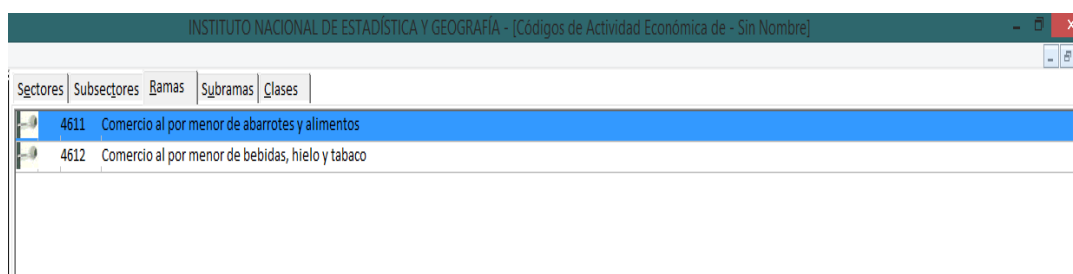 INSTITUTO NACIONAL DE ESTADÍSTICA Y GEOGRAFÍA - [Códigos de Actividad Económica de - Sin Nombre]
Sectores Subsectores Ramas Subramas Clases
4611 Comercio al por menor de abarrotes y alimentos
4612 Comercio al por menor de bebidas, hielo y tabaco